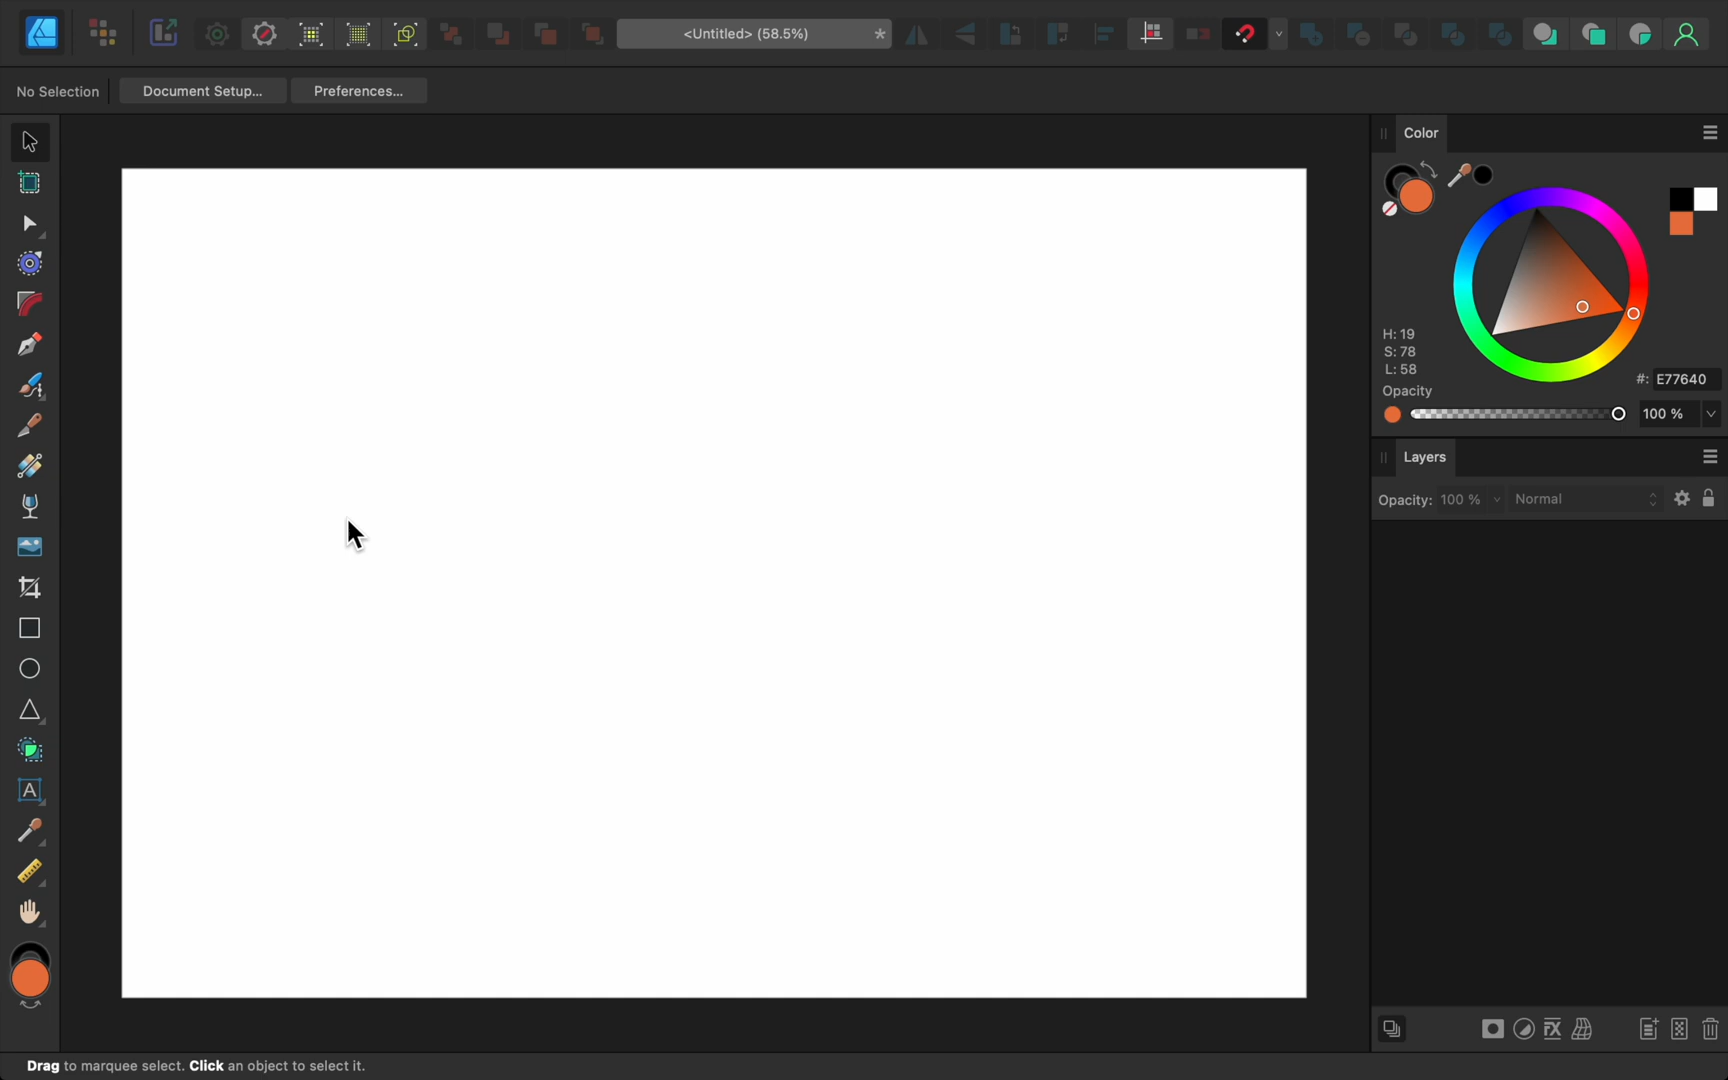 <Untitled> (58.5%)
*
No Selection
Document Setup...
Preferences...
Color
H: 19
S: 78
L: 58
#: E77640
Opacity
100 %
Layers
Opacity: 100 %
Normal
FX
A
Drag to marquee select. Click an object to select it.